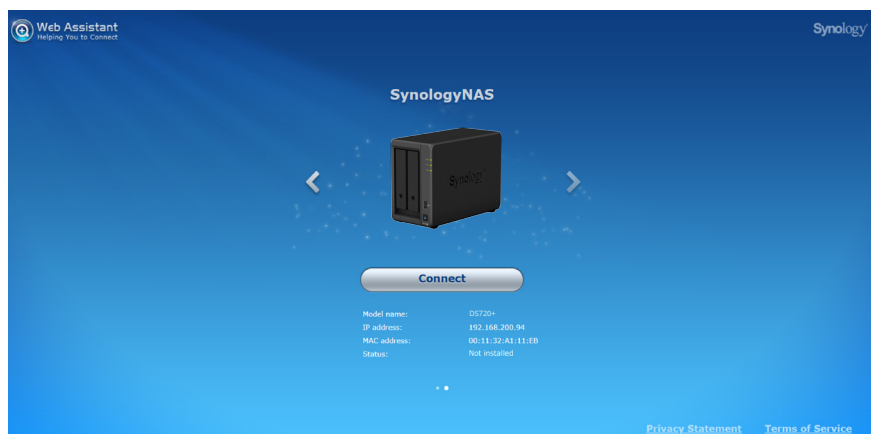 Web Assistant
Helping You to Connect
Synology
SynologyNAS
Synology
Connect
Model name: DS720+
IP address: 192.168.200.94
MAC address: 00:11:32:A1:11:EB
Status: Not installed
Privacy Statement Terms of Service